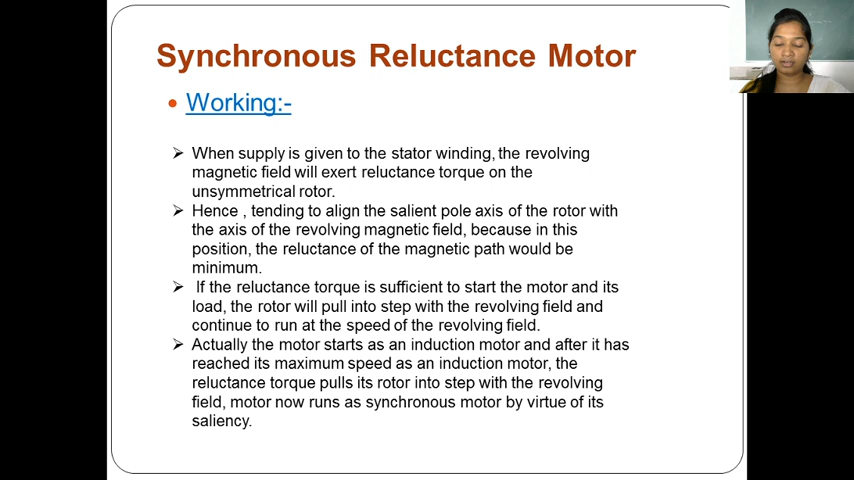 Synchronous Reluctance Motor
• Working:-
➢ When supply is given to the stator winding, the revolving
magnetic field will exert reluctance torque on the
unsymmetrical rotor.
➢ Hence , tending to align the salient pole axis of the rotor with
the axis of the revolving magnetic field, because in this
position, the reluctance of the magnetic path would be
minimum.
➢ If the reluctance torque is sufficient to start the motor and its
load, the rotor will pull into step with the revolving field and
continue to run at the speed of the revolving field.
➢ Actually the motor starts as an induction motor and after it has
reached its maximum speed as an induction motor, the
reluctance torque pulls its rotor into step with the revolving
field, motor now runs as synchronous motor by virtue of its
saliency.